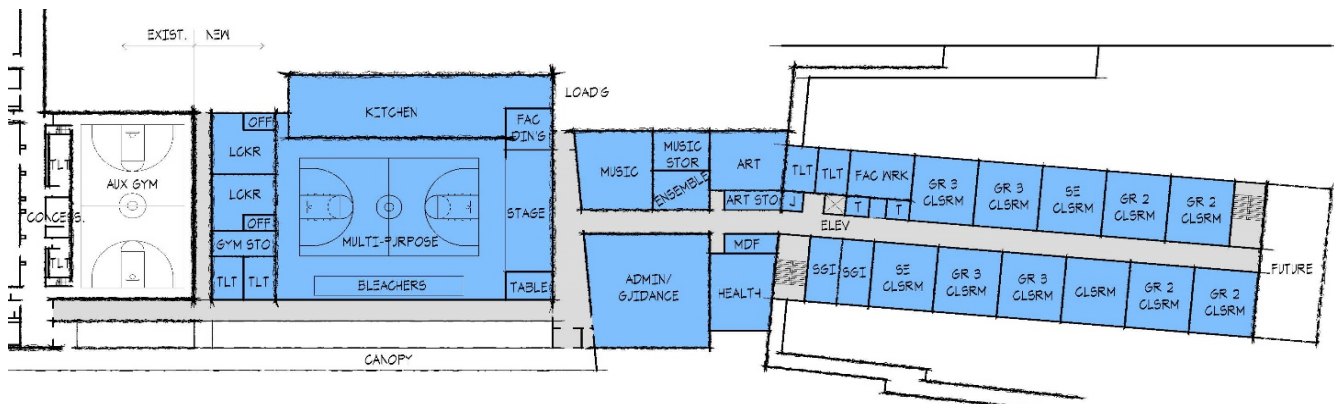 EXIST. NEW
LOAD'G
KITCHEN
OFF
FAC
DIN'G
LCKR
LCKR
OFF
GYM STO
TLT TLT
TLT
AUX GYM
CONCESS.
TLT
MULTI-PURPOSE
STAGE
BLEACHERS
TABLE
CANOPY
MUSIC
MUSIC
STOR
ENSEMBLE
ART
ART STO
J
TLT
TLT
FAC WRK
T
T
ELEV
GR 3
CLSRM
GR 3
CLSRM
SE
CLSRM
GR 2
CLSRM
GR 2
CLSRM
ADMIN/
GUIDANCE
MDF
HEALTH
SGI
SGI
SE
CLSRM
GR 3
CLSRM
GR 3
CLSRM
CLSRM
GR 2
CLSRM
GR 2
CLSRM
FUTURE